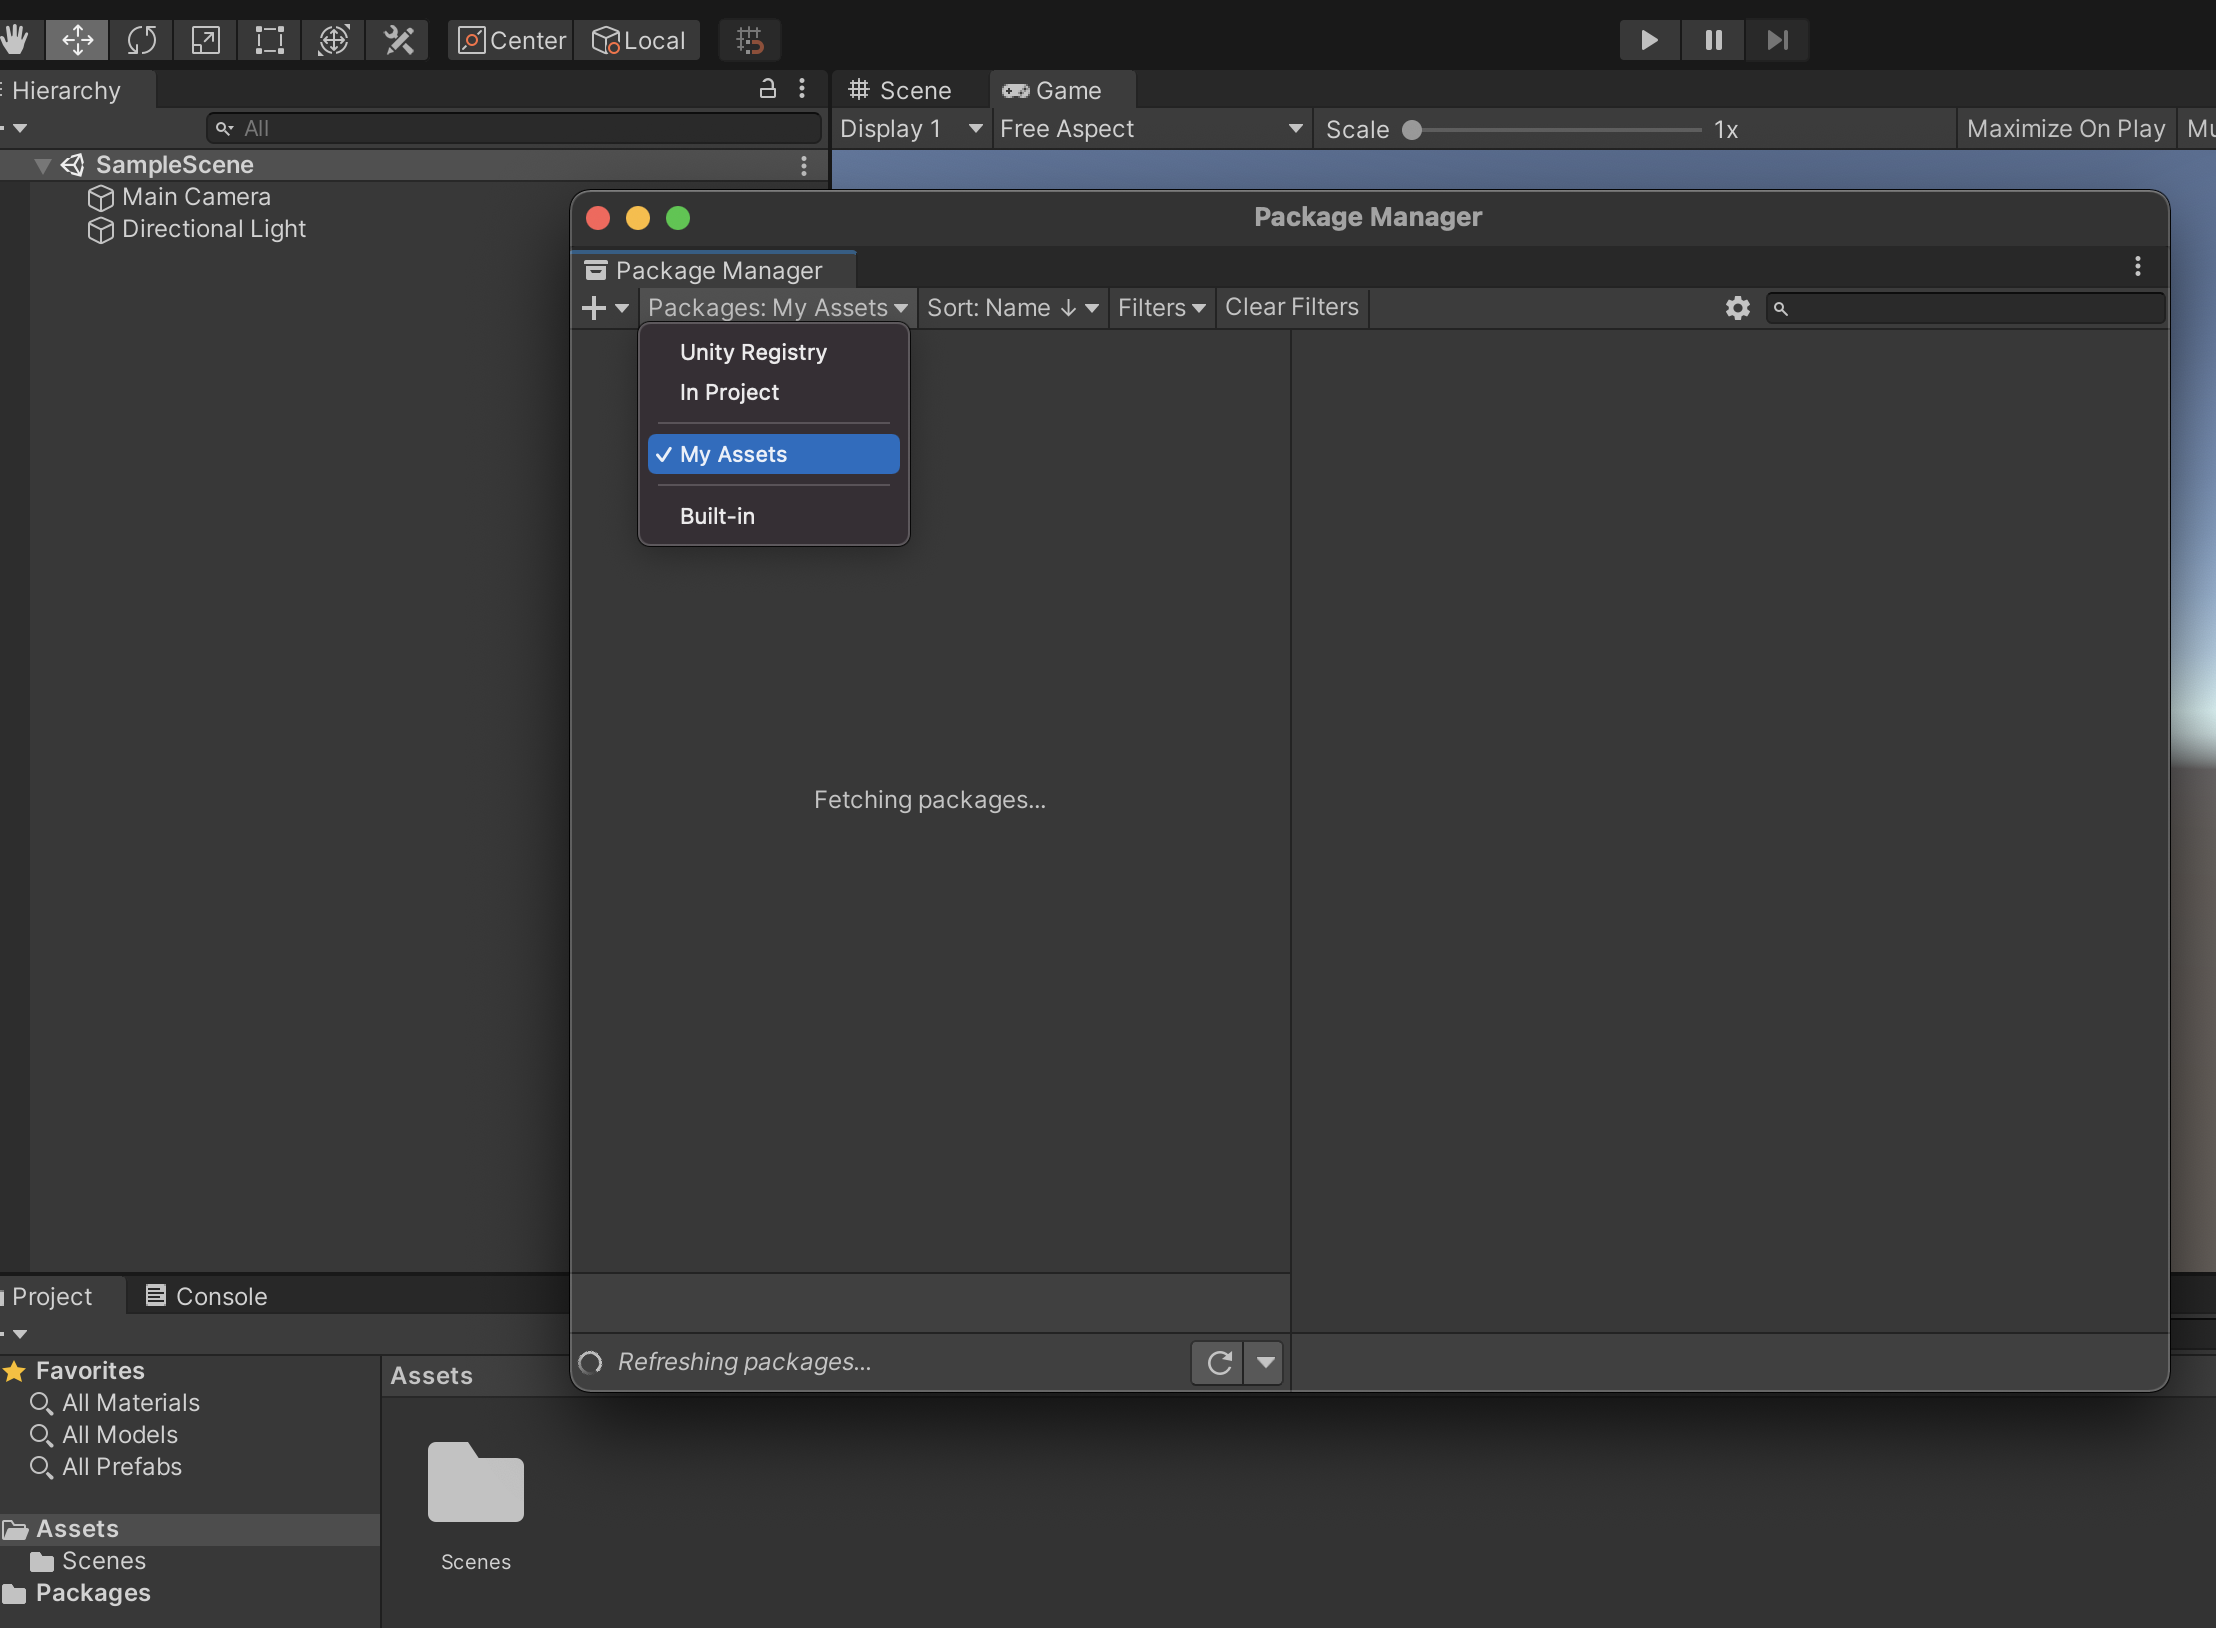 Center
Local
Hierarchy
All
SampleScene
Main Camera
Directional Light
Scene
Game
Display 1
Free Aspect
Scale
1x
Maximize On Play
Mu
Package Manager
Package Manager
Packages: My Assets
Sort: Name ↓
Filters
Clear Filters
Unity Registry
In Project
✓ My Assets
Built-in
Fetching packages...
Refreshing packages...
Project
Console
Favorites
All Materials
All Models
All Prefabs
Assets
Scenes
Packages
Assets
Scenes